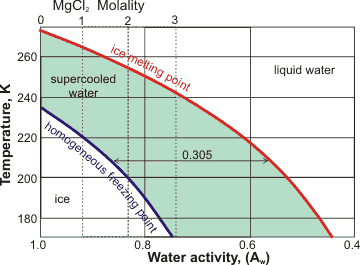 MgCl₂ Molality
0 1 2 3
260
240
220
200
180
Temperature, K
ice melting point
liquid water
supercooled
water
homogeneous freezing point
0.305
ice
1.0 0.8 0.6 0.4
Water activity, (Aw)